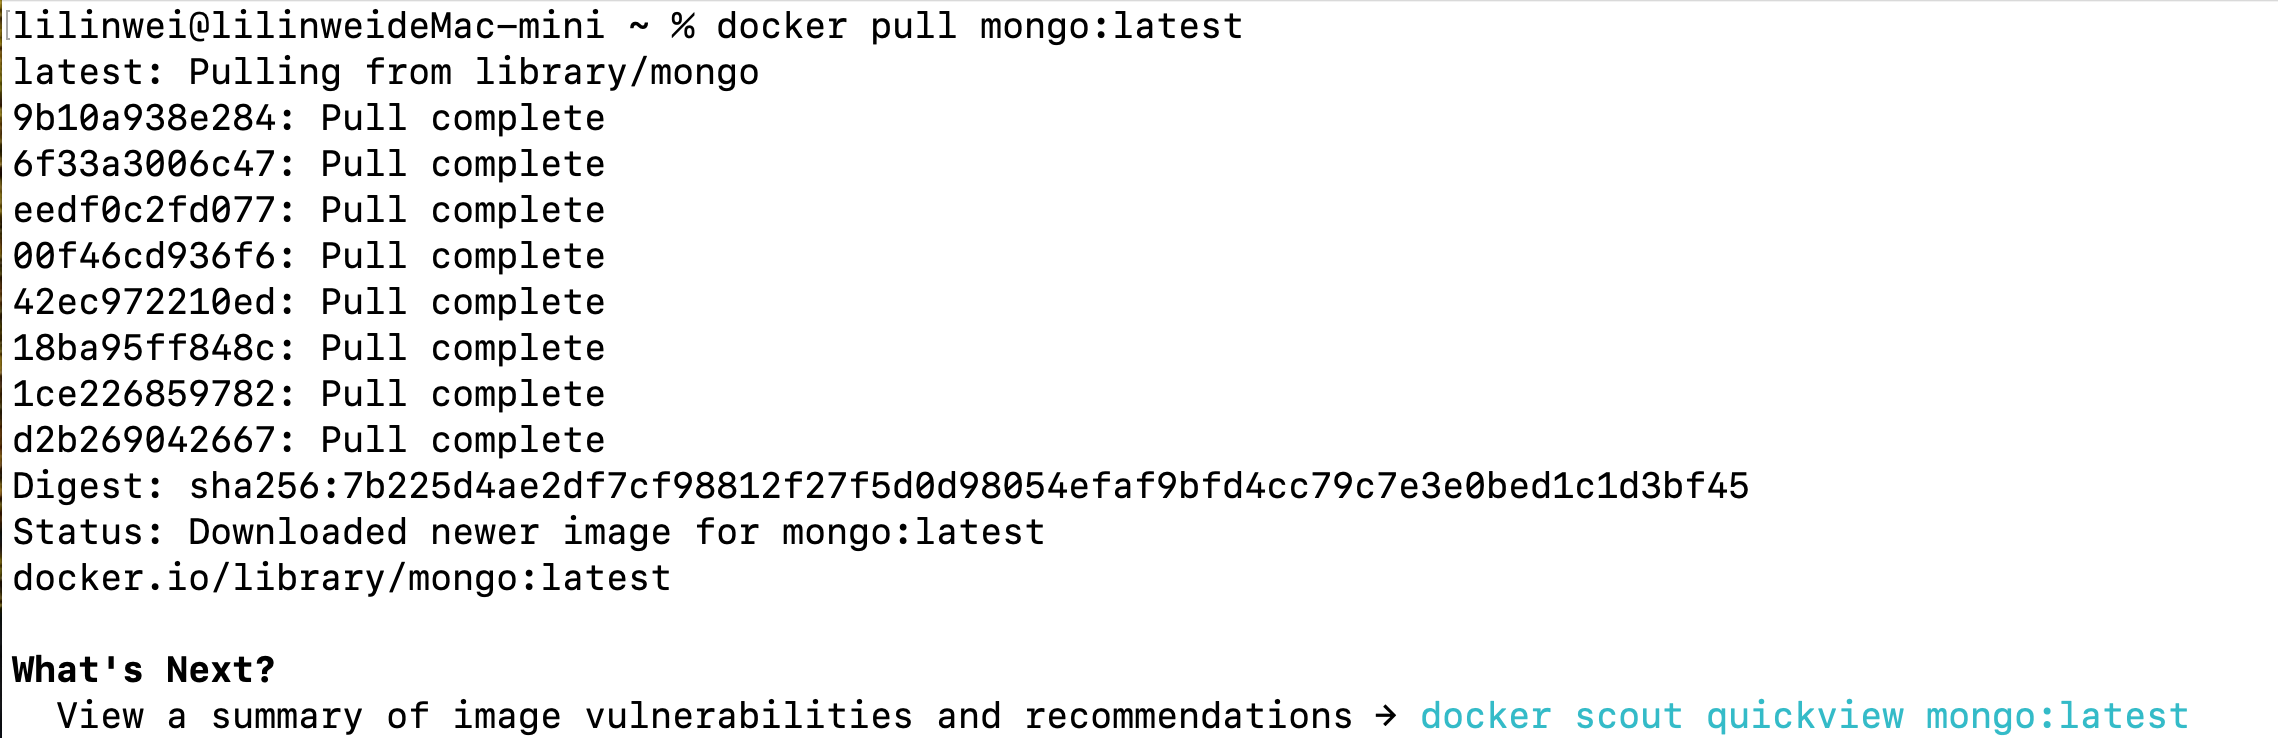 lilinwei@lilinweideMac-mini ~ % docker pull mongo:latest
latest: Pulling from library/mongo
9b10a938e284: Pull complete
6f33a3006c47: Pull complete
eedf0c2fd077: Pull complete
00f46cd936f6: Pull complete
42ec972210ed: Pull complete
18ba95ff848c: Pull complete
1ce226859782: Pull complete
d2b269042667: Pull complete
Digest: sha256:7b225d4ae2df7cf98812f27f5d0d98054efaf9bfd4cc79c7e3e0bed1c1d3bf45
Status: Downloaded newer image for mongo:latest
docker.io/library/mongo:latest
What's Next?
View a summary of image vulnerabilities and recommendations → docker scout quickview mongo:latest